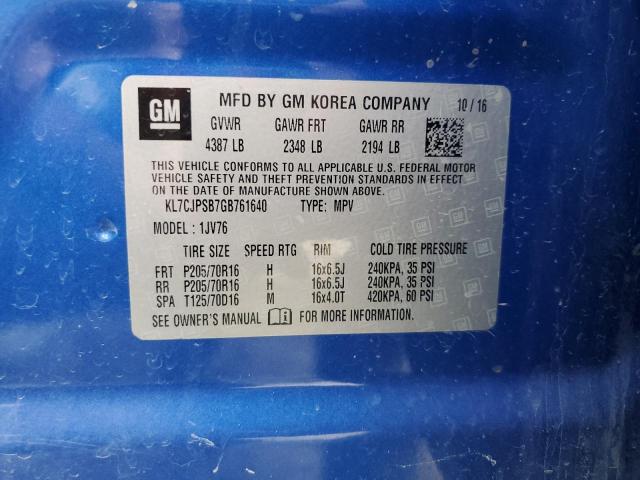 GM MFD BY GM KOREA COMPANY 10 / 16
GVWR GAWR FRT GAWR RR
4387 LB 2348 LB 2194 LB
THIS VEHICLE CONFORMS TO ALL APPLICABLE U.S. FEDERAL MOTOR
VEHICLE SAFETY AND THEFT PREVENTION STANDARDS IN EFFECT ON
THE DATE OF MANUFACTURE SHOWN ABOVE.
KL7CJPSB7GB761640 TYPE: MPV
MODEL : 1JV76
TIRE SIZE SPEED RTG RIM COLD TIRE PRESSURE
FRT P205/70R16 H 16x6.5J 240KPA, 35 PSI
RR P205/70R16 H 16x6.5J 240KPA, 35 PSI
SPA T125/70D16 M 16x4.0T 420KPA, 60 PSI
SEE OWNER'S MANUAL FOR MORE INFORMATION.